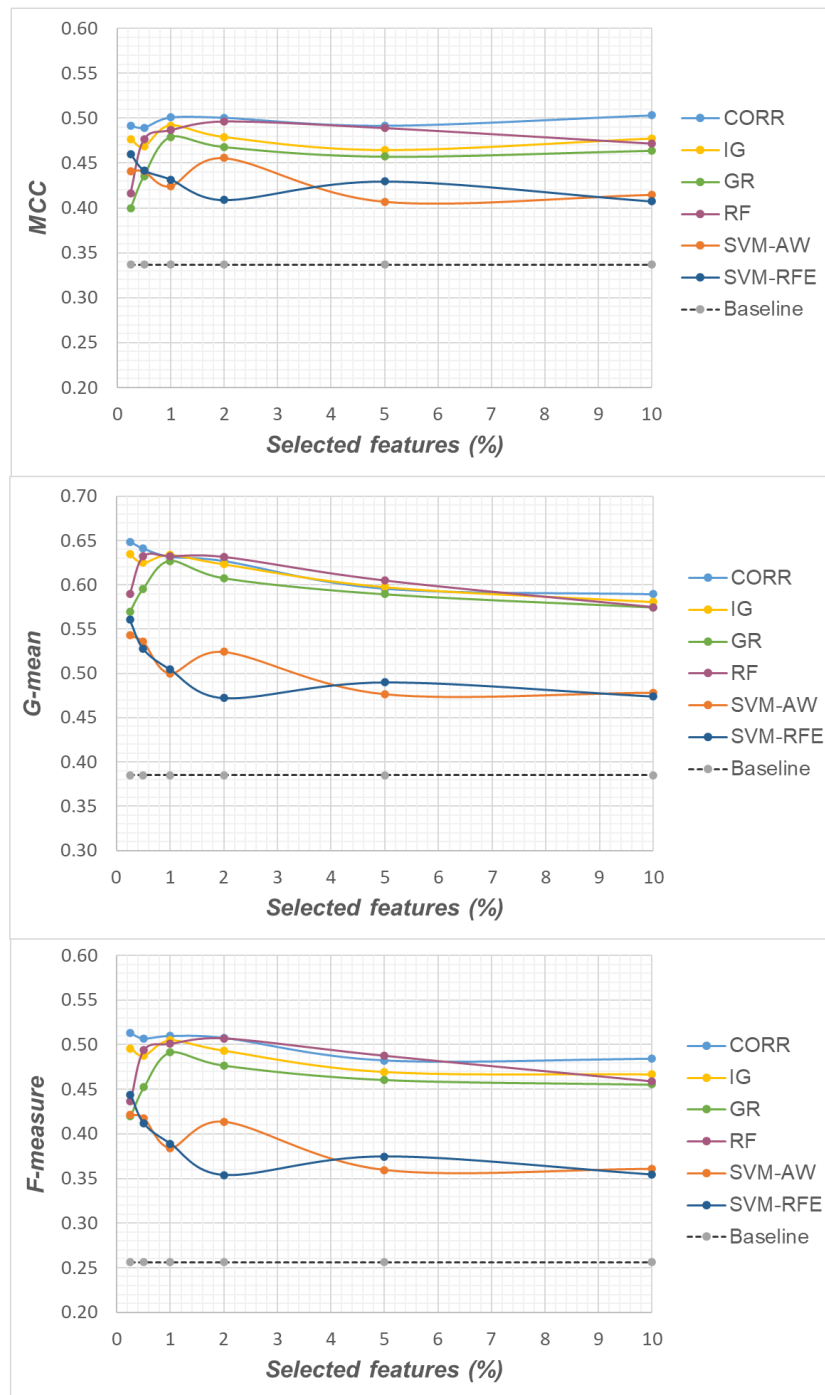 0.60
0.55
0.50
0.45
0.40
0.35
0.30
0.25
0.20
MCC
0 1 2 3 4 5 6 7 8 9 10
Selected features (%)
CORR
IG
GR
RF
SVM-AW
SVM-RFE
Baseline
0.70
0.65
0.60
0.55
0.50
0.45
0.40
0.35
0.30
G-mean
0 1 2 3 4 5 6 7 8 9 10
Selected features (%)
CORR
IG
GR
RF
SVM-AW
SVM-RFE
Baseline
0.60
0.55
0.50
0.45
0.40
0.35
0.30
0.25
0.20
F-measure
0 1 2 3 4 5 6 7 8 9 10
Selected features (%)
CORR
IG
GR
RF
SVM-AW
SVM-RFE
Baseline